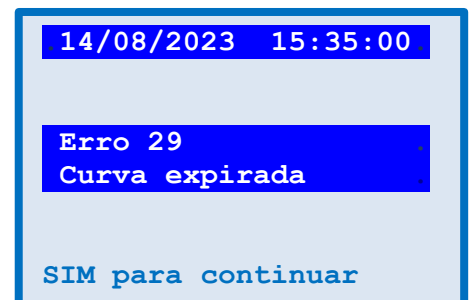 14/08/2023 15:35:00
Erro 29
Curva expirada
SIM para continuar